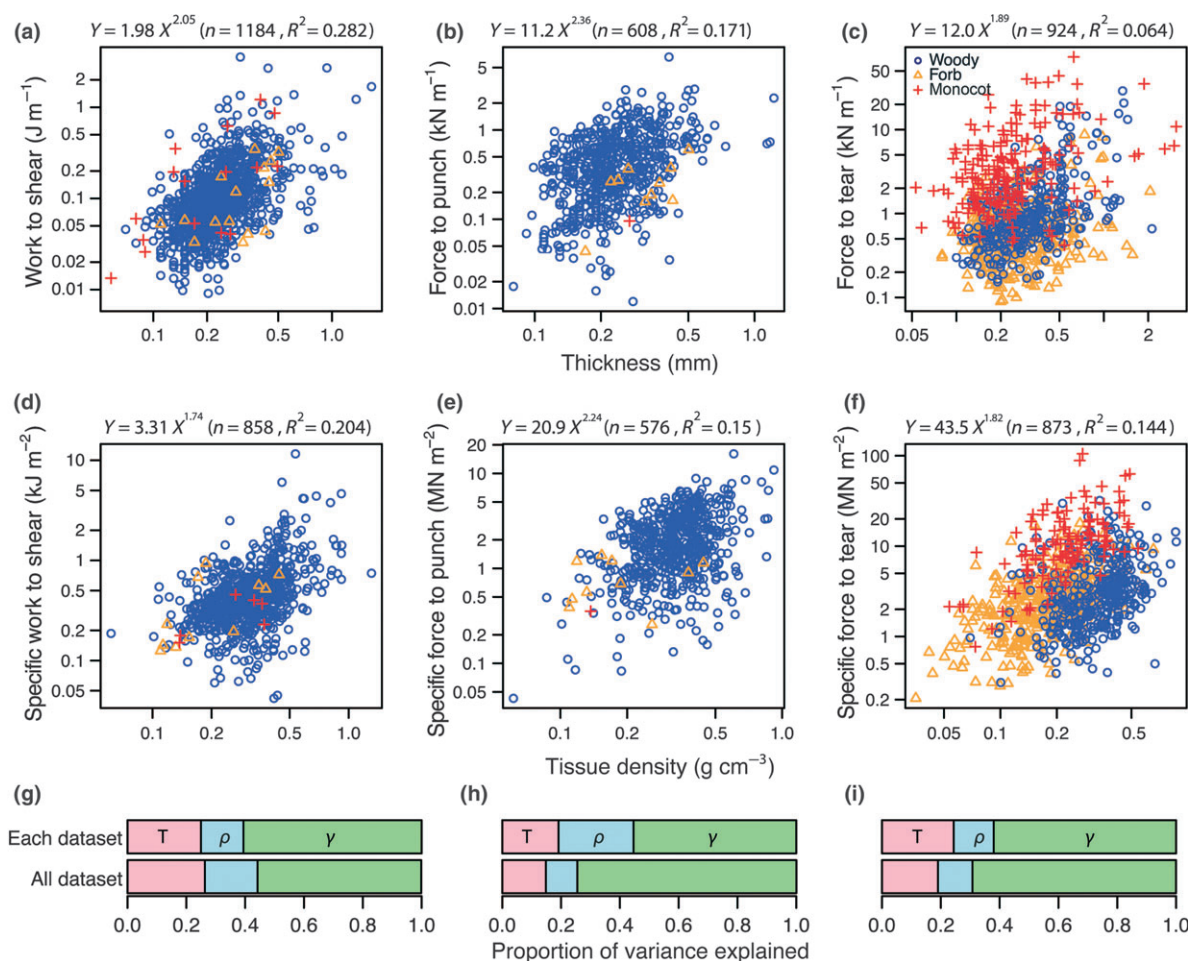 (a) Y = 1.98 X^2.05 (n = 1184 , R^2 = 0.282)
Work to shear (J m⁻¹)
2
1
0.5
0.2
0.1
0.05
0.02
0.01
0.1 0.2 0.5 1.0
(b) Y = 11.2 X^2.36 (n = 608 , R^2 = 0.171)
Force to punch (kN m⁻¹)
5
2
1
0.5
0.2
0.1
0.05
0.02
0.01
0.1 0.2 0.5 1.0
Thickness (mm)
(c) Y = 12.0 X^1.89 (n = 924 , R^2 = 0.064)
Woody
Forb
Monocot
Force to tear (kN m⁻¹)
50
20
10
5
2
1
0.5
0.2
0.1
0.05 0.2 0.5 2
(d) Y = 3.31 X^1.74 (n = 858 , R^2 = 0.204)
Specific work to shear (kJ m⁻²)
10
5
2
1
0.5
0.2
0.1
0.05
0.1 0.2 0.5 1.0
(e) Y = 20.9 X^2.24 (n = 576 , R^2 = 0.15)
Specific force to punch (MN m⁻²)
20
10
5
2
1
0.5
0.2
0.1
0.05
0.1 0.2 0.5 1.0
Tissue density (g cm⁻³)
(f) Y = 43.5 X^1.82 (n = 873 , R^2 = 0.144)
Specific force to tear (MN m⁻²)
100
50
20
10
5
2
1
0.5
0.2
0.05 0.1 0.2 0.5
(g) (h) (i)
Each dataset T ρ γ T ρ γ T ρ γ
All dataset
0.0 0.2 0.4 0.6 0.8 1.0 0.0 0.2 0.4 0.6 0.8 1.0 0.0 0.2 0.4 0.6 0.8 1.0
Proportion of variance explained